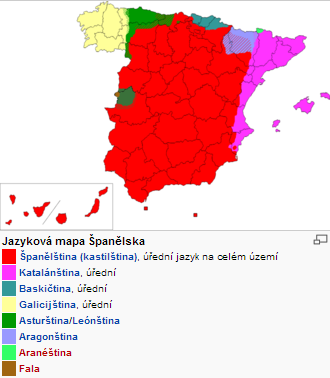 Jazyková mapa Španělska
Španělština (kastilština), úřední jazyk na celém území
Katalánština, úřední
Baskičtina, úřední
Galicijština, úřední
Asturština/Leónština
Aragonština
Aranéština
Fala